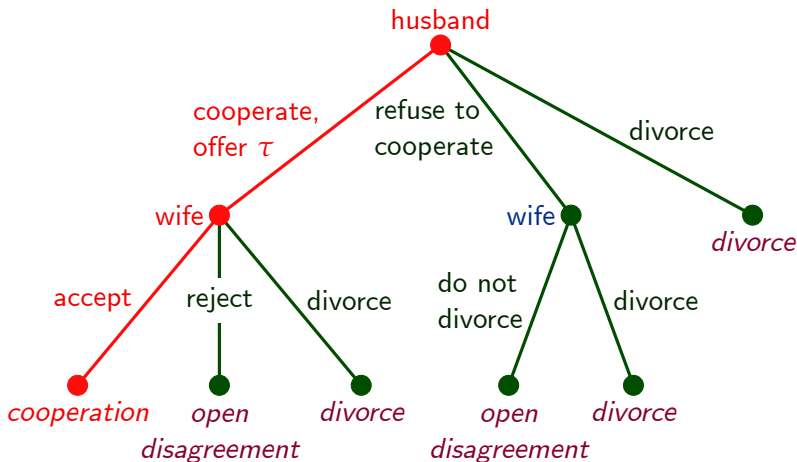 husband
cooperate,
offer τ
refuse to
cooperate
divorce
wife
wife
divorce
accept
reject
divorce
do not
divorce
divorce
cooperation
open
disagreement
divorce
open
disagreement
divorce